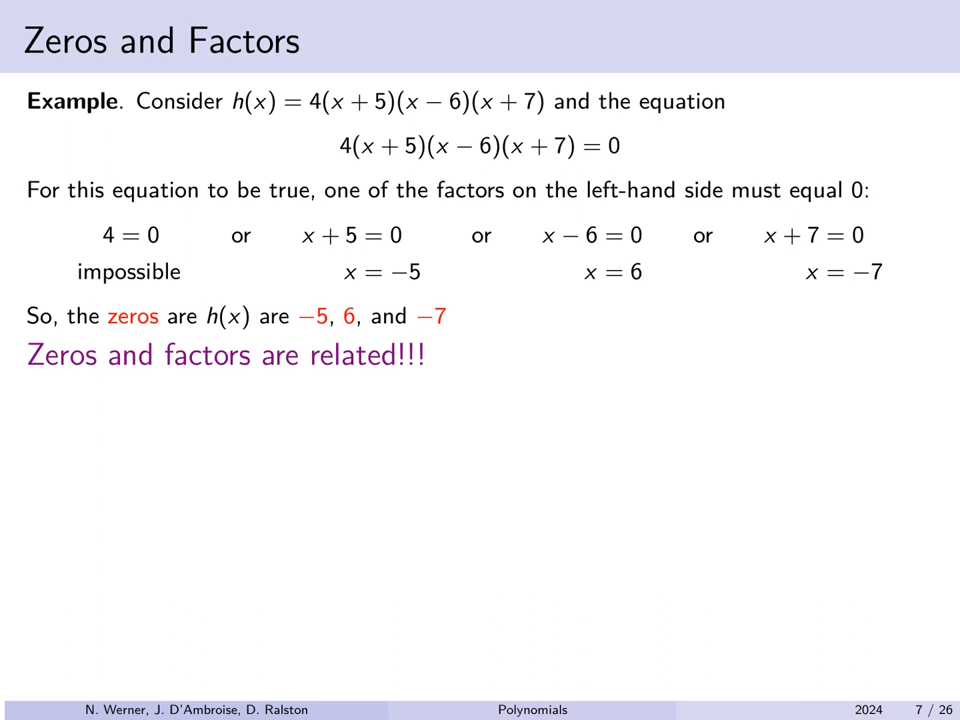 Zeros and Factors
Example. Consider h(x) = 4(x + 5)(x − 6)(x + 7) and the equation
4(x + 5)(x − 6)(x + 7) = 0
For this equation to be true, one of the factors on the left-hand side must equal 0:
4 = 0 or x + 5 = 0 or x − 6 = 0 or x + 7 = 0
impossible x = −5 x = 6 x = −7
So, the zeros are h(x) are −5, 6, and −7
Zeros and factors are related!!!
N. Werner, J. D'Ambroise, D. Ralston Polynomials 2024 7 / 26